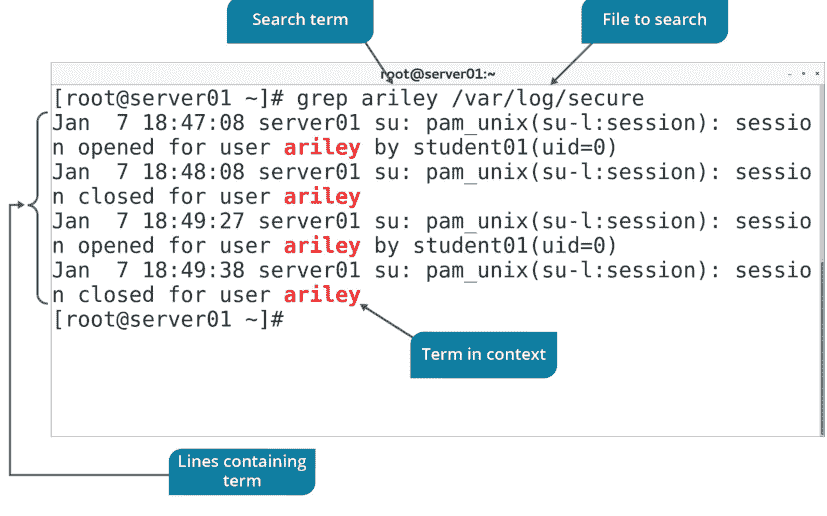 Search term
File to search
root@server01:~
[root@server01 ~]# grep ariley /var/log/secure
Jan  7 18:47:08 server01 su: pam_unix(su-l:session): sessio
n opened for user ariley by student01(uid=0)
Jan  7 18:48:08 server01 su: pam_unix(su-l:session): sessio
n closed for user ariley
Jan  7 18:49:27 server01 su: pam_unix(su-l:session): sessio
n opened for user ariley by student01(uid=0)
Jan  7 18:49:38 server01 su: pam_unix(su-l:session): sessio
n closed for user ariley
[root@server01 ~]#
Term in context
Lines containing
term